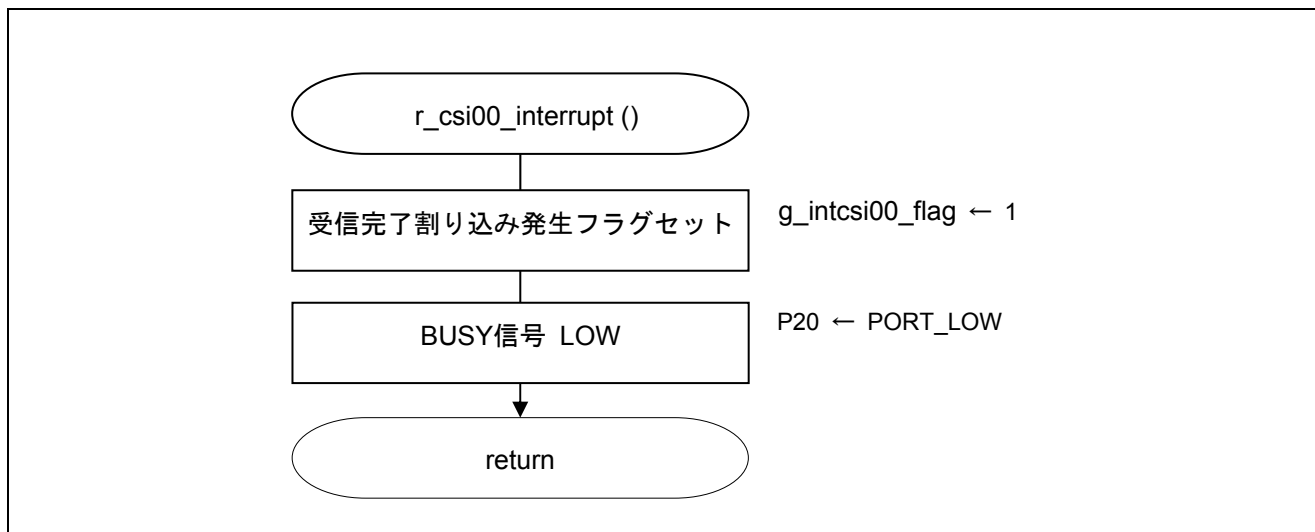 r_csi00_interrupt ()
受信完了割り込み発生フラグセット
g_intcsi00_flag ← 1
BUSY信号 LOW
P20 ← PORT_LOW
return